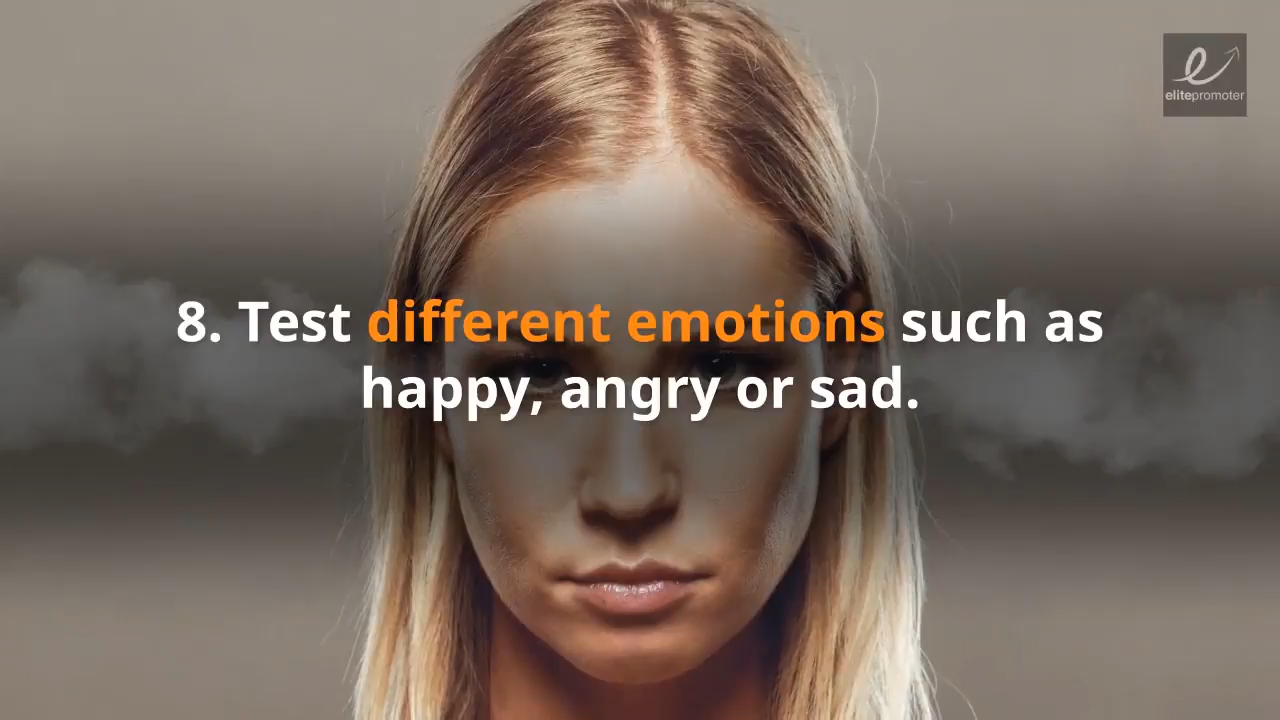 elitepromoter
8. Test different emotions such as
happy, angry or sad.